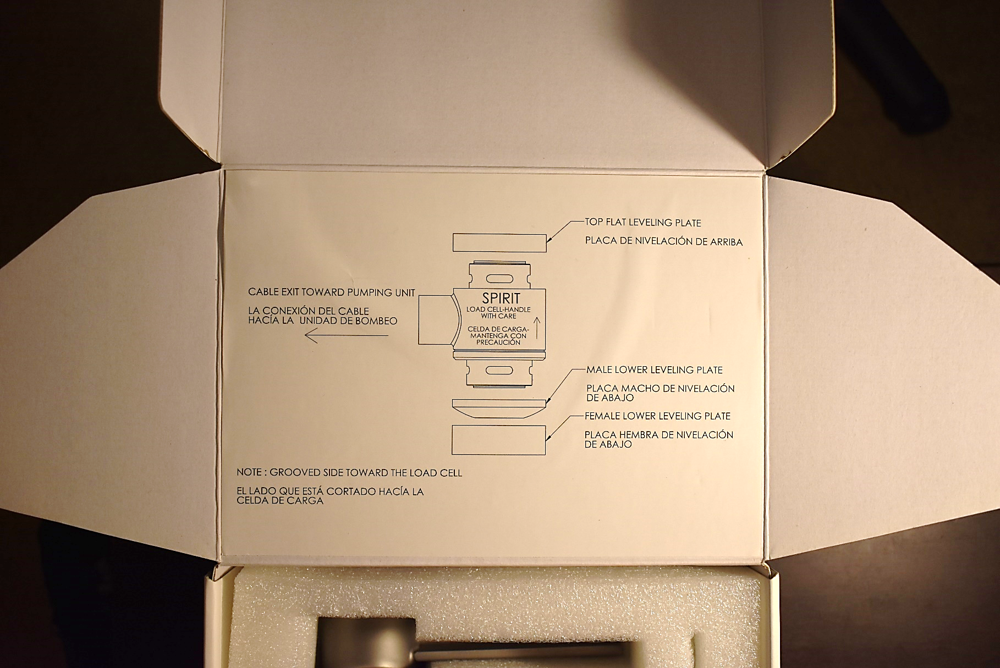 TOP FLAT LEVELING PLATE
PLACA DE NIVELACIÓN DE ARRIBA
CABLE EXIT TOWARD PUMPING UNIT
LA CONEXIÓN DEL CABLE
HACÍA LA UNIDAD DE BOMBEO
SPIRIT
LOAD CELL-HANDLE
WITH CARE
CELDA DE CARGA-
MANTENGA CON
PRECAUCIÓN
MALE LOWER LEVELING PLATE
PLACA MACHO DE NIVELACIÓN
DE ABAJO
FEMALE LOWER LEVELING PLATE
PLACA HEMBRA DE NIVELACIÓN
DE ABAJO
NOTE : GROOVED SIDE TOWARD THE LOAD CELL
EL LADO QUE ESTÁ CORTADO HACÍA LA
CELDA DE CARGA